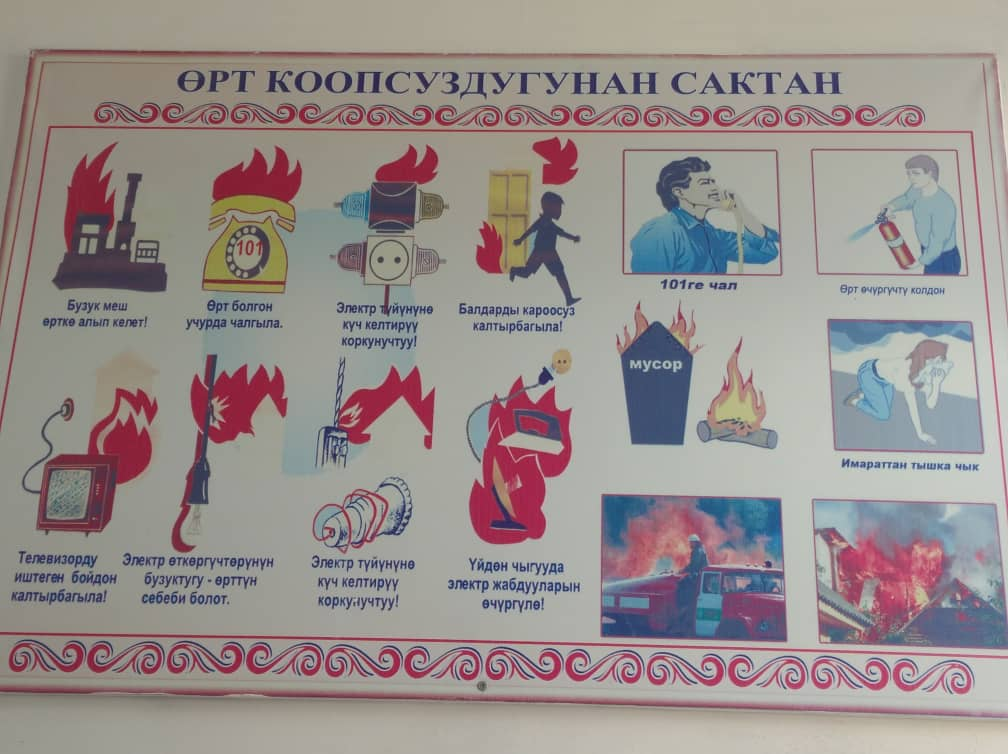 ӨРТ КООПСУЗДУГУНАН САКТАН
101
Бузук меш
өрткө алып келет!
Өрт болгон
учурда чалгыла.
Электр түйүнүнө
күч келтирүү
коркунучтуу!
Балдарды кароосуз
калтырбагыла!
101ге чал
Өрт өчүргүчтү колдон
мусор
Имараттан тышка чык
Телевизорду
иштеген бойдон
калтырбагыла!
Электр өткөргүчтөрүнүн
бузуктугу - өрттүн
себеби болот.
Электр түйүнүнө
күч келтирүү
коркунучтуу!
Үйдөн чыгууда
электр жабдууларын
өчүргүлө!